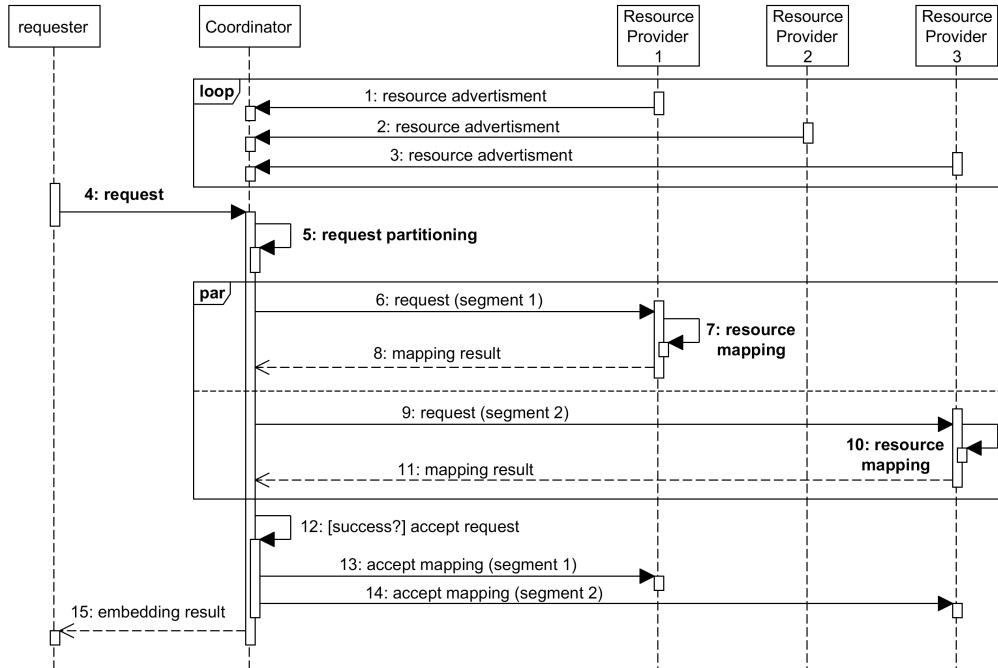 requester
Coordinator
Resource
Provider
1
Resource
Provider
2
Resource
Provider
3
loop
1: resource advertisment
2: resource advertisment
3: resource advertisment
4: request
5: request partitioning
par
6: request (segment 1)
7: resource
mapping
8: mapping result
9: request (segment 2)
10: resource
mapping
11: mapping result
12: [success?] accept request
13: accept mapping (segment 1)
14: accept mapping (segment 2)
15: embedding result